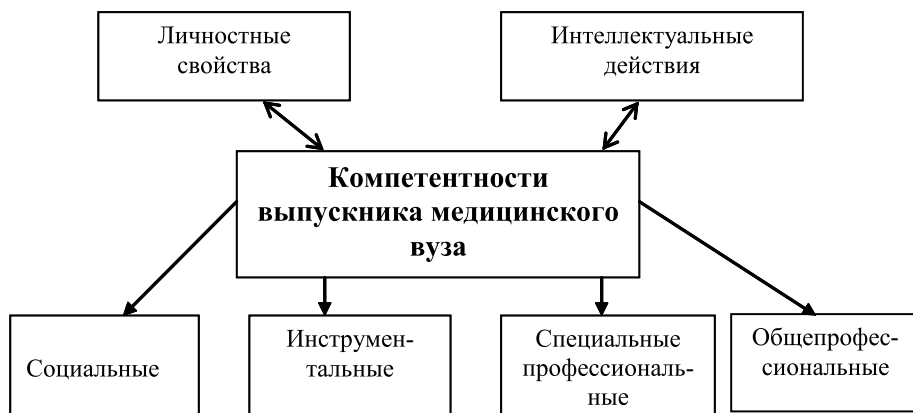 Личностные
свойства
Интеллектуальные
действия
Компетентности
выпускника медицинского
вуза
Социальные
Инструмен-
тальные
Специальные
профессиональ-
ные
Общепрофес-
сиональные